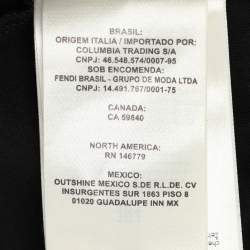 BRASIL:
ORIGEM ITALIA / IMPORTADO POR:
COLUMBIA TRADING S/A
CNPJ: 46.548.574/0007-95
SOB ENCOMENDA:
FENDI BRASIL - GRUPO DE MODA LTDA
CNPJ: 14.491.767/0001-75
CANADA:
CA 59640
NORTH AMERICA:
RN 146779
MEXICO:
OUTSHINE MEXICO S.DE R.L.DE. CV
INSURGENTES SUR 1863 PISO 8
01020 GUADALUPE INN MX